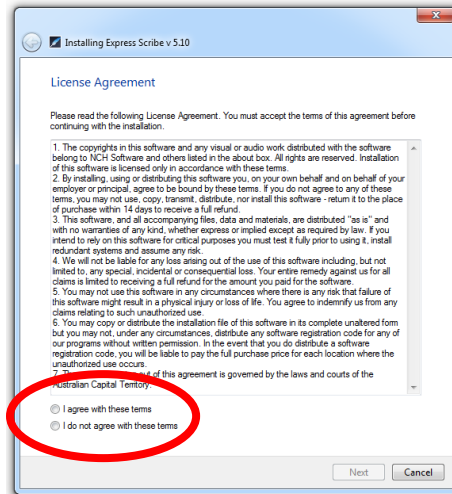 x
Installing Express Scribe v 5.10
License Agreement
Please read the following License Agreement. You must accept the terms of this agreement before
continuing with the installation.
1. The copyrights in this software and any visual or audio work distributed with the software
belong to NCH Software and others listed in the about box. All rights are reserved. Installation
of this software is licensed only in accordance with these terms.
2. By installing, using or distributing this software you, on your own behalf and on behalf of your
employer or principal, agree to be bound by these terms. If you do not agree to any of these
terms, you may not use, copy, transmit, distribute, nor install this software - return it to the place
of purchase within 14 days to receive a full refund.
3. This software, and all accompanying files, data and materials, are distributed "as is" and
with no warranties of any kind, whether express or implied except as required by law. If you
intend to rely on this software for critical purposes you must test it fully prior to using it, install
redundant systems and assume any risk.
4. We will not be liable for any loss arising out of the use of this software including, but not
limited to, any special, incidental or consequential loss. Your entire remedy against us for all
claims is limited to receiving a full refund for the amount you paid for the software.
5. You may not use this software in any circumstances where there is any risk that failure of
this software might result in a physical injury or loss of life. You agree to indemnify us from any
claims relating to such unauthorized use.
6. You may copy or distribute the installation file of this software in its complete unaltered form
but you may not, under any circumstances, distribute any software registration code for any of
our programs without written permission. In the event that you do distribute a software
registration code, you will be liable to pay the full purchase price for each location where the
unauthorized use occurs.
out of this agreement is governed by the laws and courts of the
Australian Capital Territory.
I agree with these terms
I do not agree with these terms
Next
Cancel